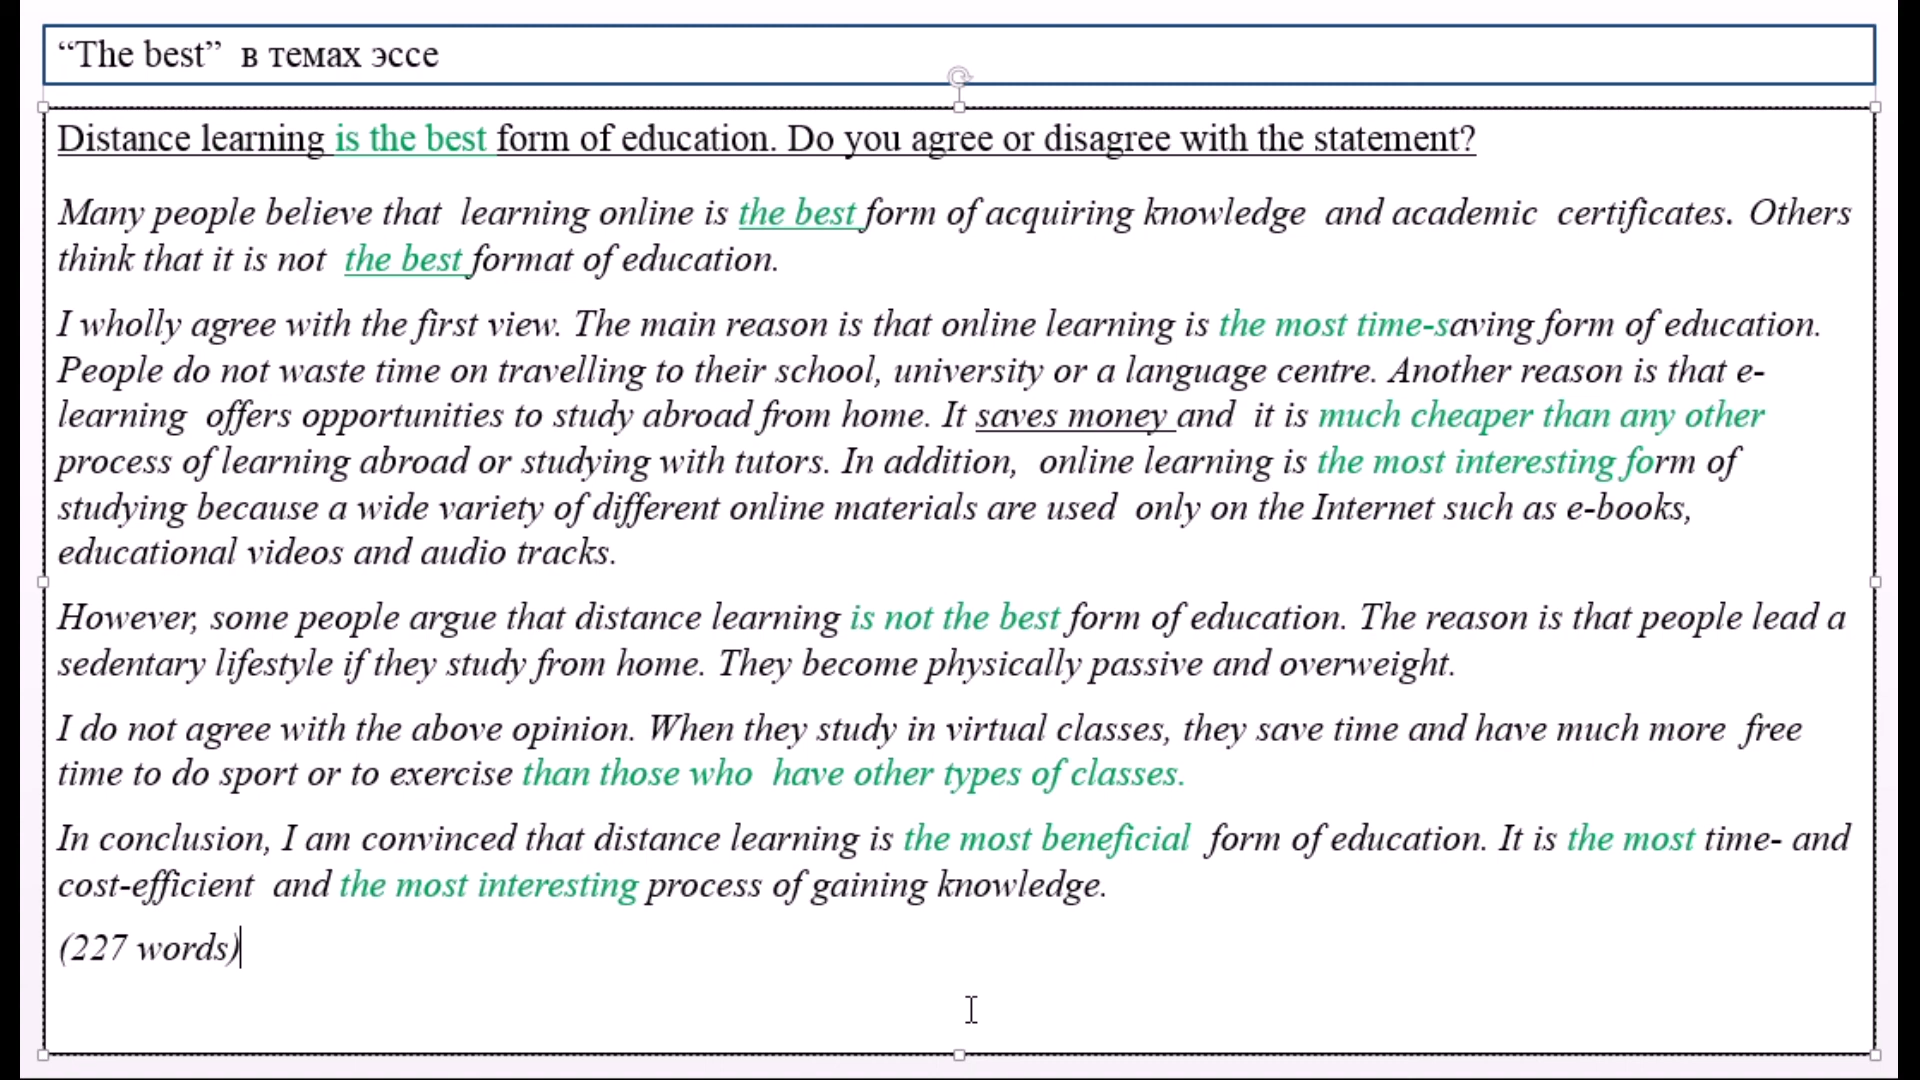 “The best” в темах эссе
Distance learning is the best form of education. Do you agree or disagree with the statement?
Many people believe that learning online is the best form of acquiring knowledge and academic certificates. Others
think that it is not the best format of education.
I wholly agree with the first view. The main reason is that online learning is the most time-saving form of education.
People do not waste time on travelling to their school, university or a language centre. Another reason is that e-
learning offers opportunities to study abroad from home. It saves money and it is much cheaper than any other
process of learning abroad or studying with tutors. In addition, online learning is the most interesting form of
studying because a wide variety of different online materials are used only on the Internet such as e-books,
educational videos and audio tracks.
However, some people argue that distance learning is not the best form of education. The reason is that people lead a
sedentary lifestyle if they study from home. They become physically passive and overweight.
I do not agree with the above opinion. When they study in virtual classes, they save time and have much more free
time to do sport or to exercise than those who have other types of classes.
In conclusion, I am convinced that distance learning is the most beneficial form of education. It is the most time- and
cost-efficient and the most interesting process of gaining knowledge.
(227 words)